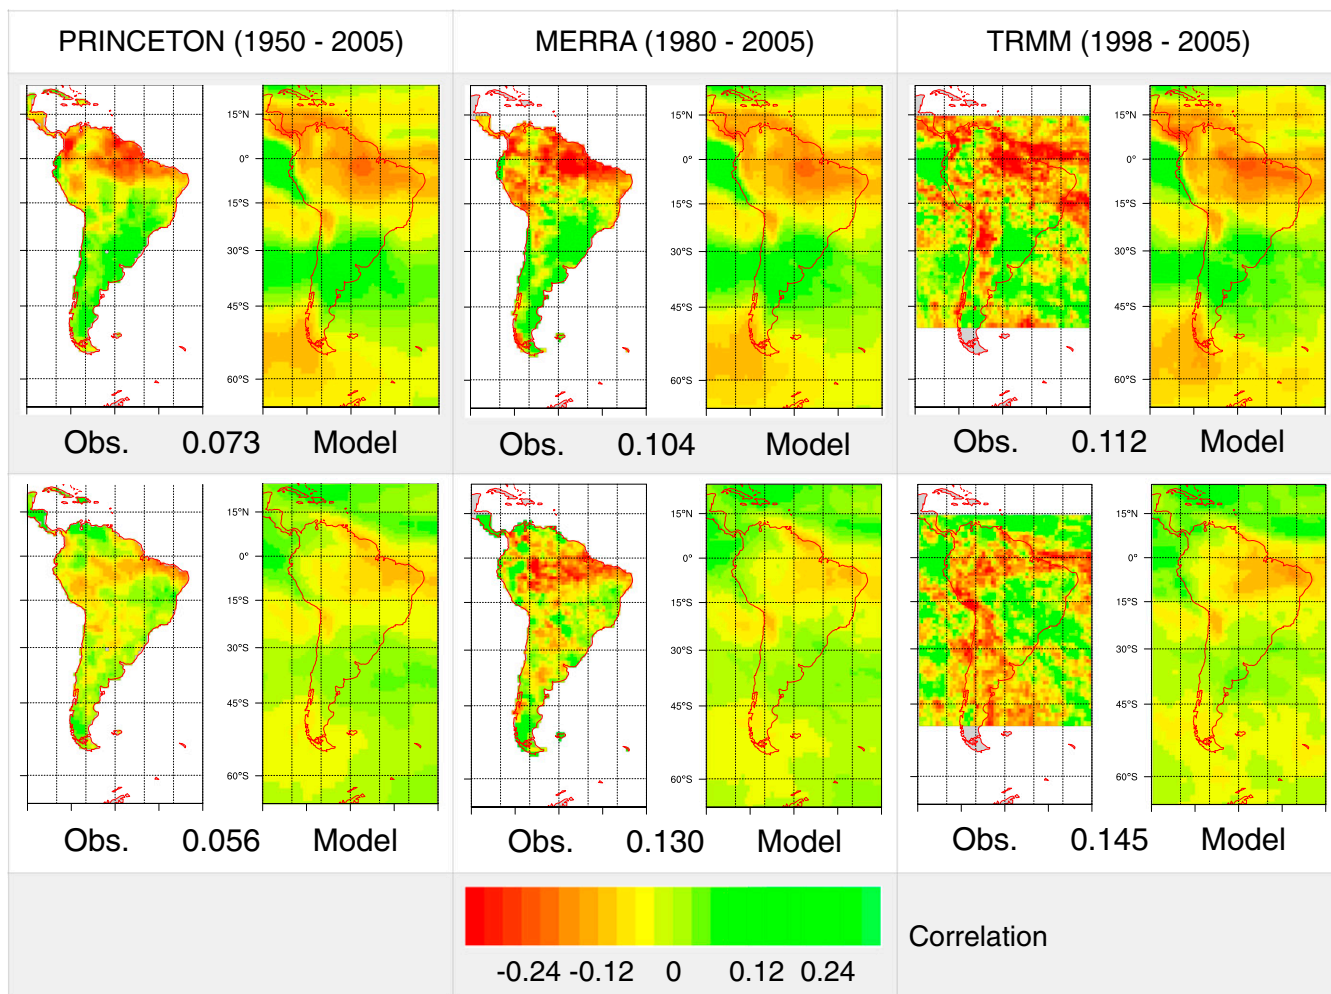 PRINCETON (1950 - 2005) MERRA (1980 - 2005) TRMM (1998 - 2005)
15°N 15°N 15°N
0° 0° 0°
15°S 15°S 15°S
30°S 30°S 30°S
45°S 45°S 45°S
60°S 60°S 60°S
Obs. 0.073 Model Obs. 0.104 Model Obs. 0.112 Model
15°N 15°N 15°N
0° 0° 0°
15°S 15°S 15°S
30°S 30°S 30°S
45°S 45°S 45°S
60°S 60°S 60°S
Obs. 0.056 Model Obs. 0.130 Model Obs. 0.145 Model
Correlation
-0.24 -0.12 0 0.12 0.24